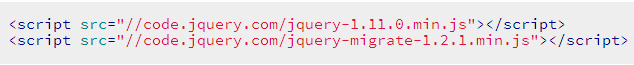 <script src="//code.jquery.com/jquery-1.11.0.min.js"></script>
<script src="//code.jquery.com/jquery-migrate-1.2.1.min.js"></script>